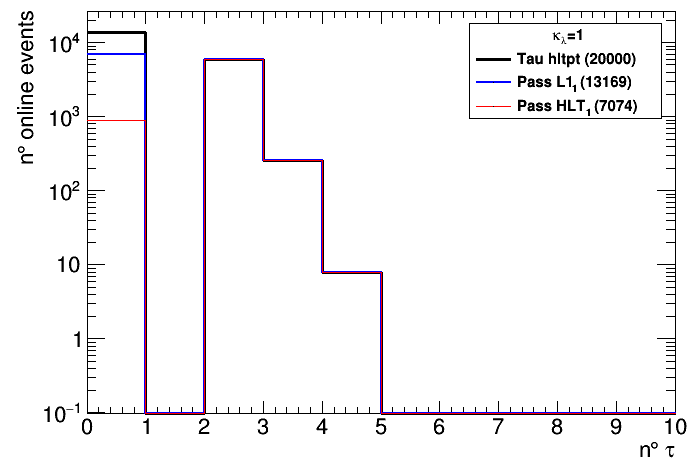 n° online events
κλ=1
Tau hltpt (20000)
Pass L1₁ (13169)
Pass HLT₁ (7074)
10⁴
10³
10²
10
1
10⁻¹
0 1 2 3 4 5 6 7 8 9 10
n° τ